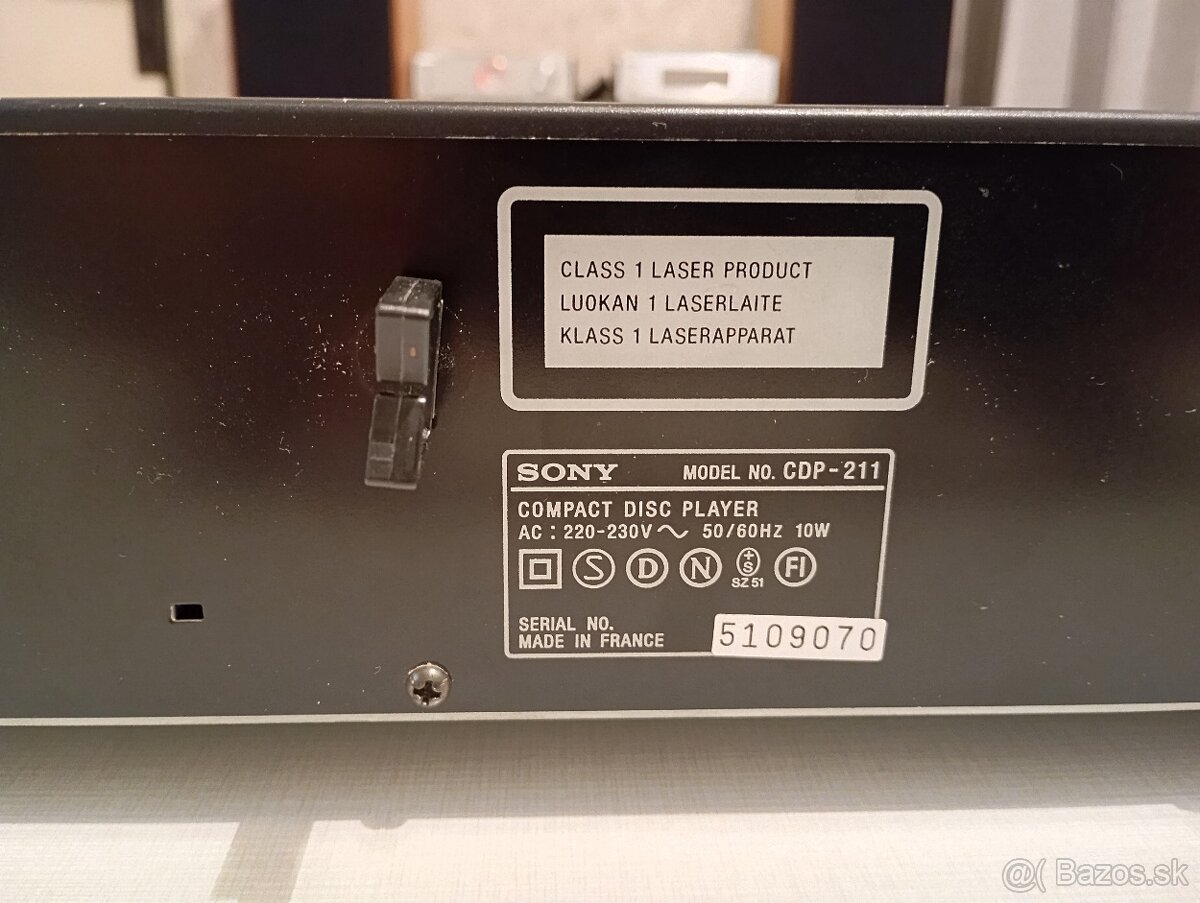 CLASS 1 LASER PRODUCT
LUOKAN 1 LASERLAITE
KLASS 1 LASERAPPARAT
SONY MODEL NO. CDP-211
COMPACT DISC PLAYER
AC : 220-230V ~ 50/60HZ 10W
S D N +S FI
SZ 51
SERIAL NO.
MADE IN FRANCE 5109070
@( Bazos.sk